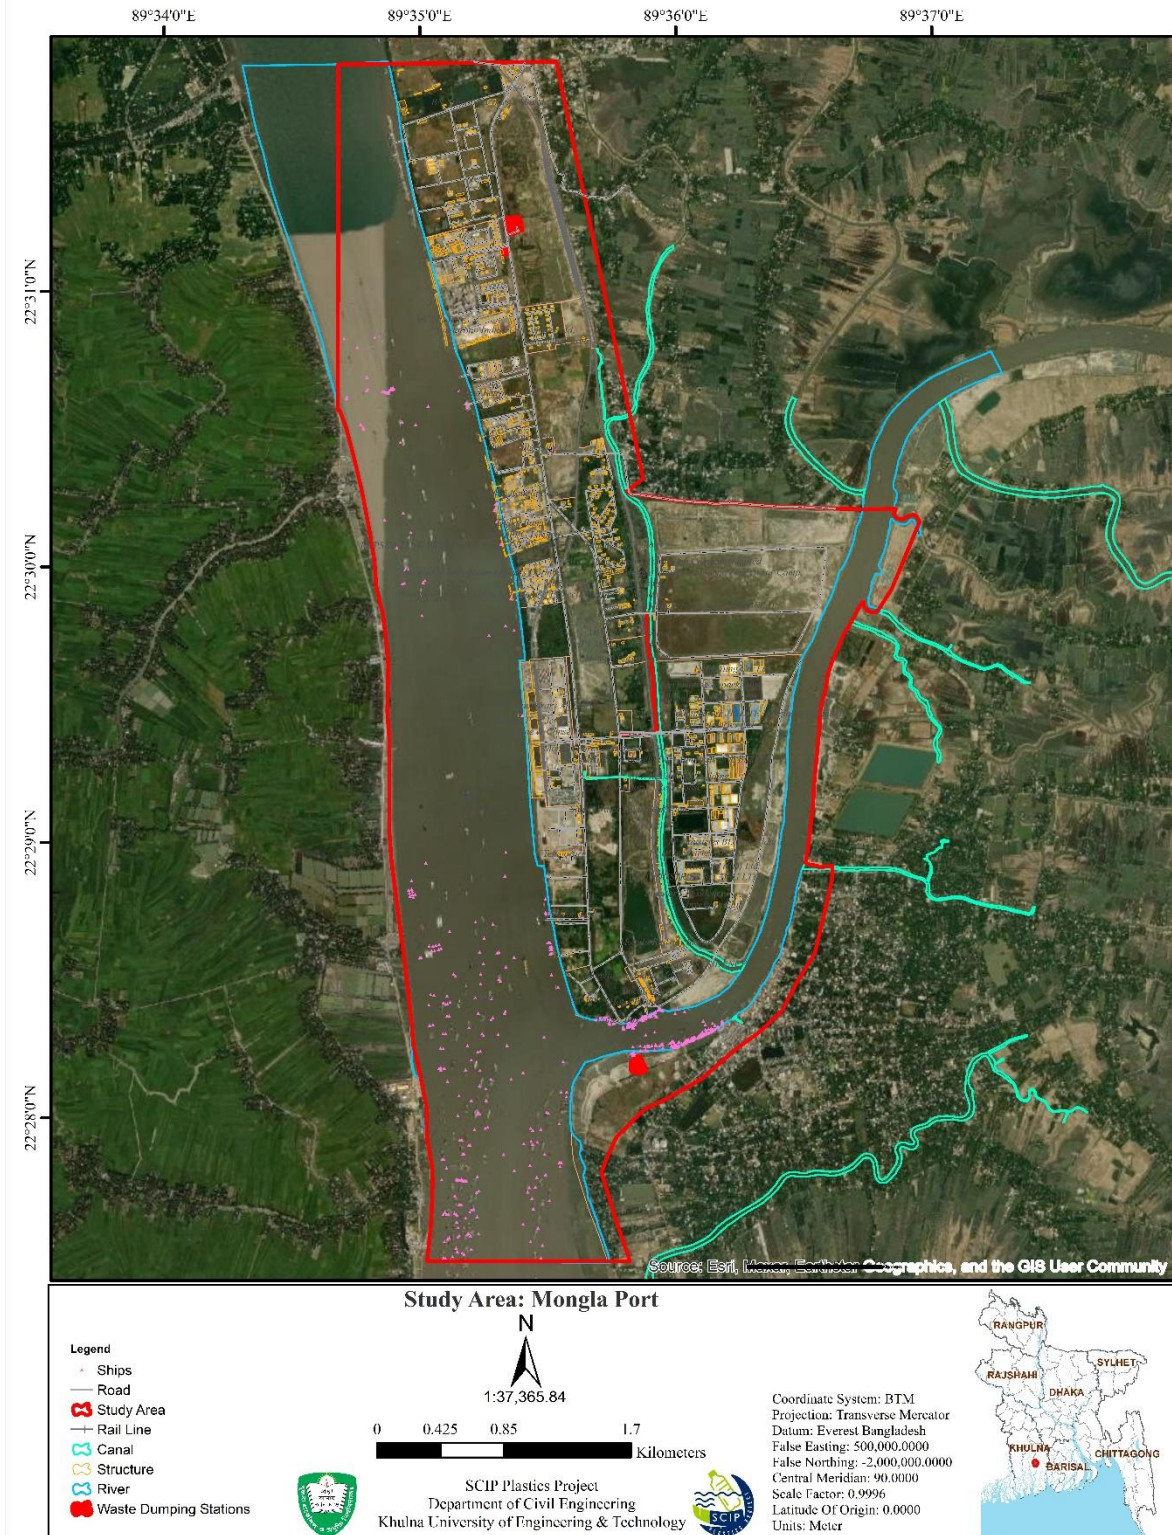 89°34'0"E 89°35'0"E 89°36'0"E 89°37'0"E
22°31'0"N
22°30'0"N
22°29'0"N
22°28'0"N
Source: Esri, Maxar, Earthstar Geographics, and the GIS User Community
Study Area: Mongla Port
N
1:37,365.84
0 0.425 0.85 1.7
Kilometers
Legend
Ships
Road
Study Area
Rail Line
Canal
Structure
River
Waste Dumping Stations
SCIP Plastics Project
Department of Civil Engineering
Khulna University of Engineering & Technology
SCIP
Coordinate System: BTM
Projection: Transverse Mercator
Datum: Everest Bangladesh
False Easting: 500,000.0000
False Northing: -2,000,000.0000
Central Meridian: 90.0000
Scale Factor: 0.9996
Latitude Of Origin: 0.0000
Units: Meter
RANGPUR
SYLHET
RAJSHAHI
DHAKA
KHULNA
CHITTAGONG
BARISAL